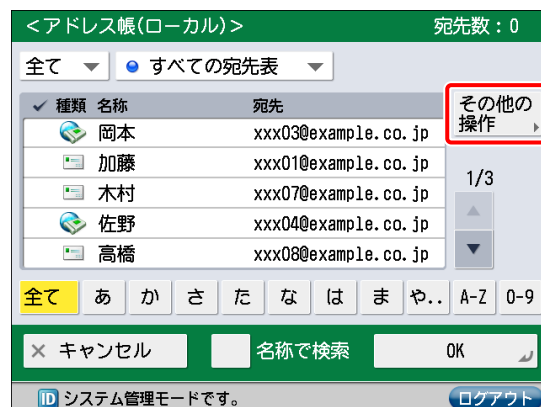 <アドレス帳(ローカル)> 宛先数:0
全て すべての宛先表
種類 名称 宛先 その他の
操作
岡本 xxx03@example.co.jp
加藤 xxx01@example.co.jp
1/3
木村 xxx07@example.co.jp
佐野 xxx04@example.co.jp
高橋 xxx08@example.co.jp
全て あ か さ た な は ま や.. A-Z 0-9
× キャンセル 名称で検索 OK
ID システム管理モードです。 ログアウト